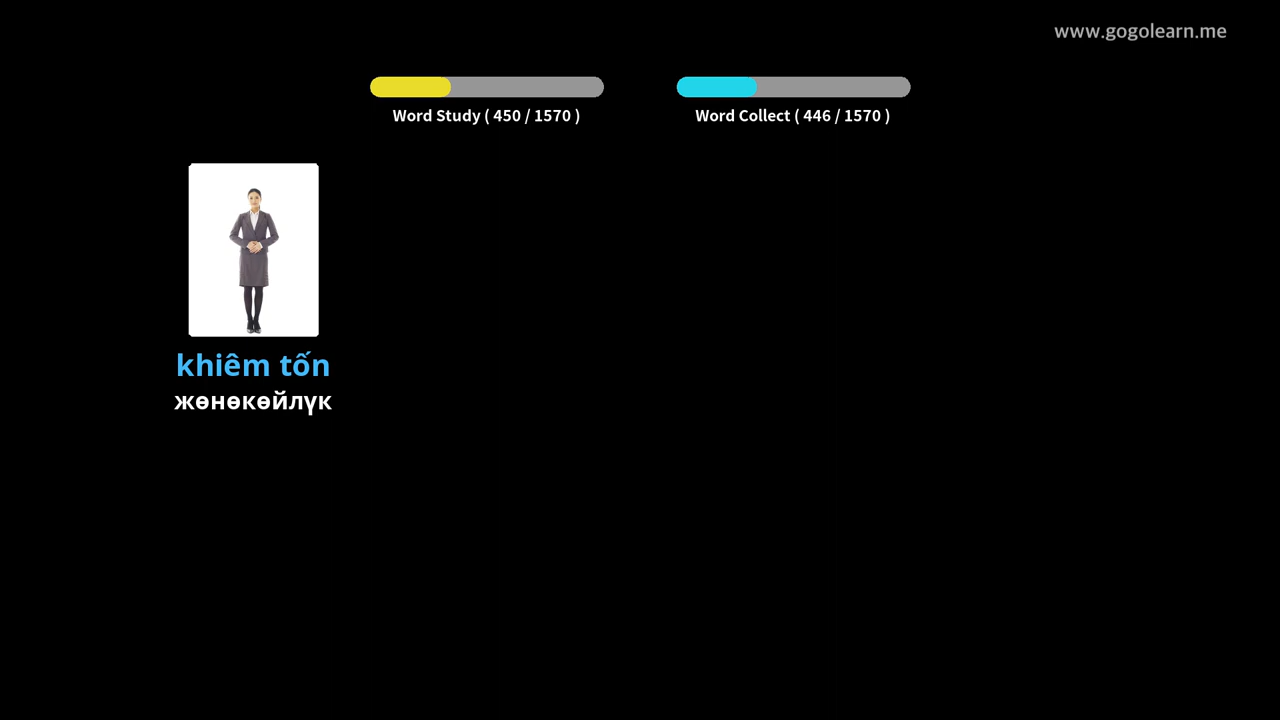 www.gogolearn.me
Word Study ( 450 / 1570 )
Word Collect ( 446 / 1570 )
khiêm tốn
жөнөкөйлүк